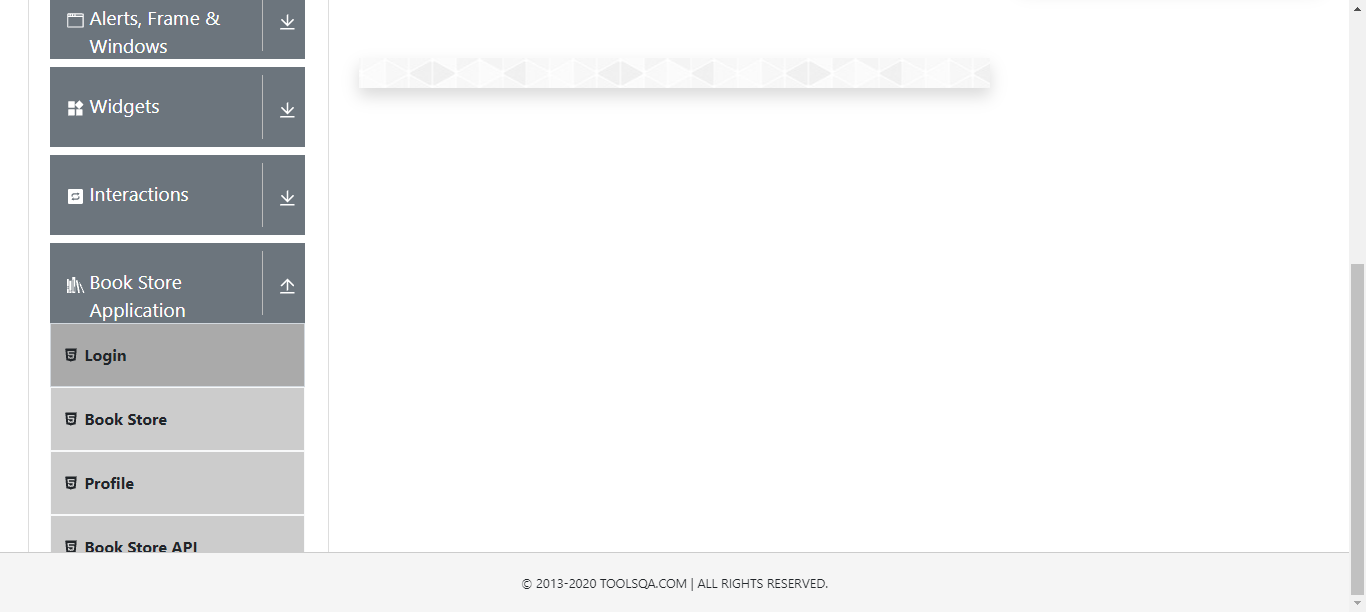 Alerts, Frame &
Windows
Widgets
Interactions
Book Store
Application
Login
Book Store
Profile
Book Store API
© 2013-2020 TOOLSQA.COM | ALL RIGHTS RESERVED.